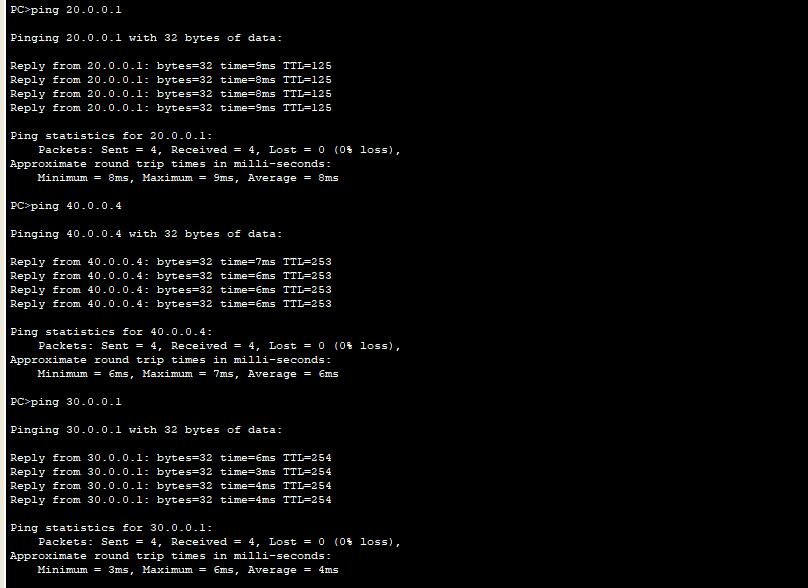 PC>ping 20.0.0.1
Pinging 20.0.0.1 with 32 bytes of data:
Reply from 20.0.0.1: bytes=32 time=9ms TTL=125
Reply from 20.0.0.1: bytes=32 time=8ms TTL=125
Reply from 20.0.0.1: bytes=32 time=8ms TTL=125
Reply from 20.0.0.1: bytes=32 time=9ms TTL=125
Ping statistics for 20.0.0.1:
Packets: Sent = 4, Received = 4, Lost = 0 (0% loss),
Approximate round trip times in milli-seconds:
Minimum = 8ms, Maximum = 9ms, Average = 8ms
PC>ping 40.0.0.4
Pinging 40.0.0.4 with 32 bytes of data:
Reply from 40.0.0.4: bytes=32 time=7ms TTL=253
Reply from 40.0.0.4: bytes=32 time=6ms TTL=253
Reply from 40.0.0.4: bytes=32 time=6ms TTL=253
Reply from 40.0.0.4: bytes=32 time=6ms TTL=253
Ping statistics for 40.0.0.4:
Packets: Sent = 4, Received = 4, Lost = 0 (0% loss),
Approximate round trip times in milli-seconds:
Minimum = 6ms, Maximum = 7ms, Average = 6ms
PC>ping 30.0.0.1
Pinging 30.0.0.1 with 32 bytes of data:
Reply from 30.0.0.1: bytes=32 time=6ms TTL=254
Reply from 30.0.0.1: bytes=32 time=3ms TTL=254
Reply from 30.0.0.1: bytes=32 time=4ms TTL=254
Reply from 30.0.0.1: bytes=32 time=4ms TTL=254
Ping statistics for 30.0.0.1:
Packets: Sent = 4, Received = 4, Lost = 0 (0% loss),
Approximate round trip times in milli-seconds:
Minimum = 3ms, Maximum = 6ms, Average = 4ms